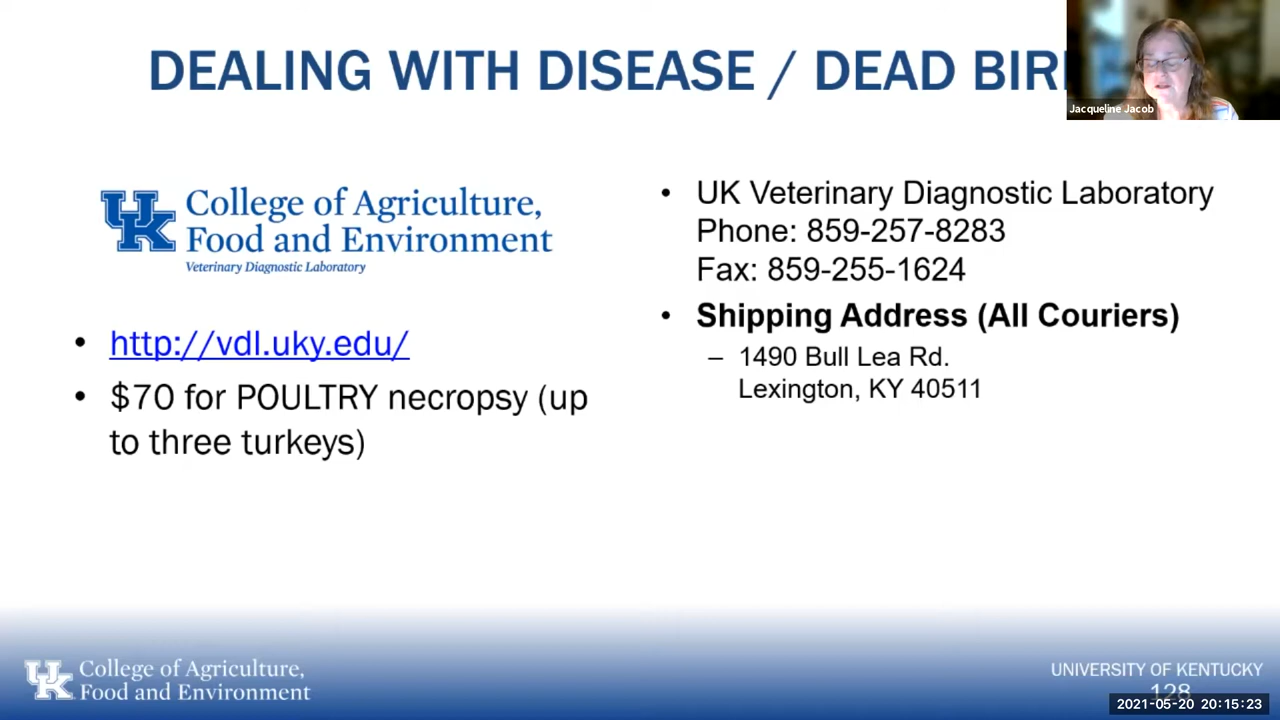 DEALING WITH DISEASE / DEAD
Jacqueline Jacob
UK
College of Agriculture,
Food and Environment
Veterinary Diagnostic Laboratory
• http://vdl.uky.edu/
• $70 for POULTRY necropsy (up
to three turkeys)
• UK Veterinary Diagnostic Laboratory
Phone: 859-257-8283
Fax: 859-255-1624
• Shipping Address (All Couriers)
– 1490 Bull Lea Rd.
Lexington, KY 40511
UK
College of Agriculture,
Food and Environment
UNIVERSITY OF KENTUCKY
128
2021-05-20 20:15:23